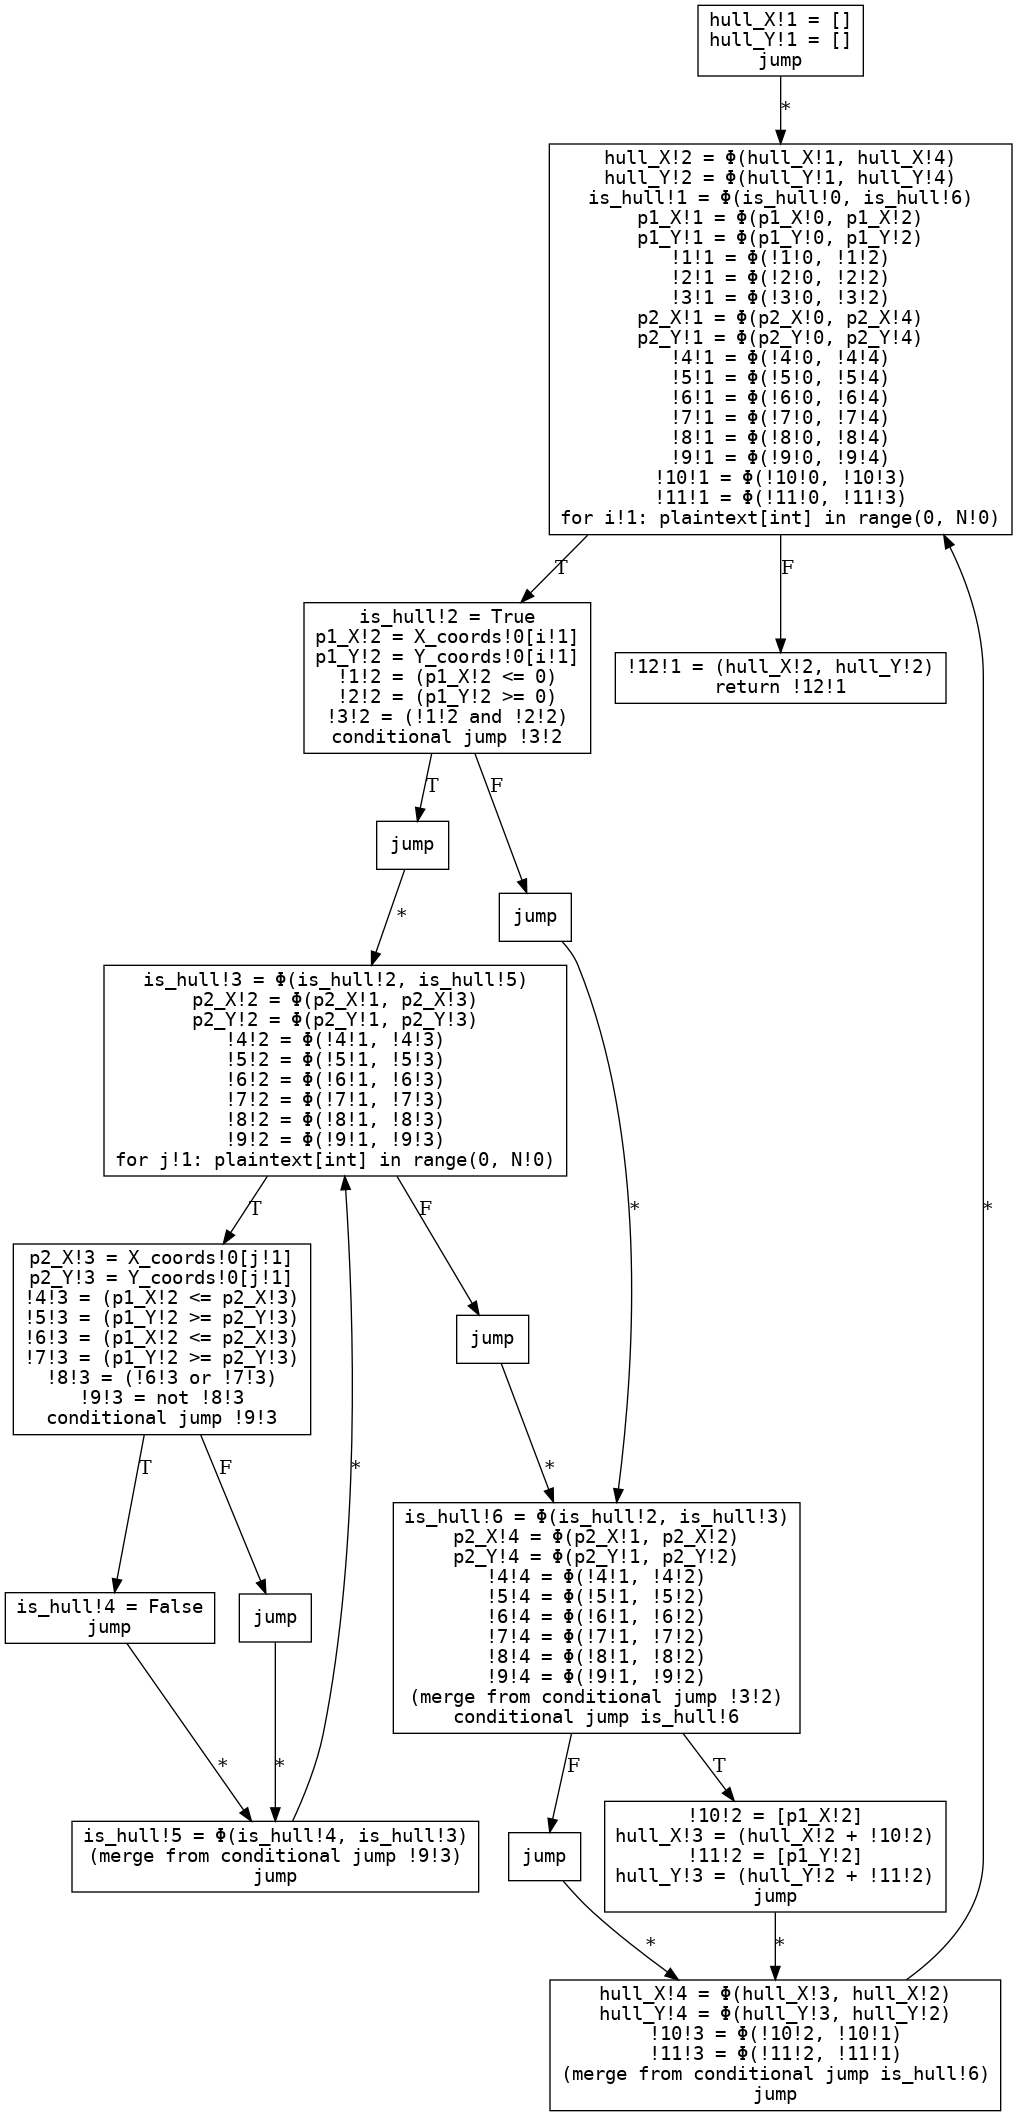 hull_X!1 = []
hull_Y!1 = []
jump
*
hull_X!2 = Φ(hull_X!1, hull_X!4)
hull_Y!2 = Φ(hull_Y!1, hull_Y!4)
is_hull!1 = Φ(is_hull!0, is_hull!6)
p1_X!1 = Φ(p1_X!0, p1_X!2)
p1_Y!1 = Φ(p1_Y!0, p1_Y!2)
!1!1 = Φ(!1!0, !1!2)
!2!1 = Φ(!2!0, !2!2)
!3!1 = Φ(!3!0, !3!2)
p2_X!1 = Φ(p2_X!0, p2_X!4)
p2_Y!1 = Φ(p2_Y!0, p2_Y!4)
!4!1 = Φ(!4!0, !4!4)
!5!1 = Φ(!5!0, !5!4)
!6!1 = Φ(!6!0, !6!4)
!7!1 = Φ(!7!0, !7!4)
!8!1 = Φ(!8!0, !8!4)
!9!1 = Φ(!9!0, !9!4)
!10!1 = Φ(!10!0, !10!3)
!11!1 = Φ(!11!0, !11!3)
for i!1: plaintext[int] in range(0, N!0)
T
F
is_hull!2 = True
p1_X!2 = X_coords!0[i!1]
p1_Y!2 = Y_coords!0[i!1]
!1!2 = (p1_X!2 <= 0)
!2!2 = (p1_Y!2 >= 0)
!3!2 = (!1!2 and !2!2)
conditional jump !3!2
!12!1 = (hull_X!2, hull_Y!2)
return !12!1
T
F
jump
jump
*
is_hull!3 = Φ(is_hull!2, is_hull!5)
p2_X!2 = Φ(p2_X!1, p2_X!3)
p2_Y!2 = Φ(p2_Y!1, p2_Y!3)
!4!2 = Φ(!4!1, !4!3)
!5!2 = Φ(!5!1, !5!3)
!6!2 = Φ(!6!1, !6!3)
!7!2 = Φ(!7!1, !7!3)
!8!2 = Φ(!8!1, !8!3)
!9!2 = Φ(!9!1, !9!3)
for j!1: plaintext[int] in range(0, N!0)
T
F
*
*
p2_X!3 = X_coords!0[j!1]
p2_Y!3 = Y_coords!0[j!1]
!4!3 = (p1_X!2 <= p2_X!3)
!5!3 = (p1_Y!2 >= p2_Y!3)
!6!3 = (p1_X!2 <= p2_X!3)
!7!3 = (p1_Y!2 >= p2_Y!3)
!8!3 = (!6!3 or !7!3)
!9!3 = not !8!3
conditional jump !9!3
jump
T
F
*
*
is_hull!6 = Φ(is_hull!2, is_hull!3)
p2_X!4 = Φ(p2_X!1, p2_X!2)
p2_Y!4 = Φ(p2_Y!1, p2_Y!2)
!4!4 = Φ(!4!1, !4!2)
!5!4 = Φ(!5!1, !5!2)
!6!4 = Φ(!6!1, !6!2)
!7!4 = Φ(!7!1, !7!2)
!8!4 = Φ(!8!1, !8!2)
!9!4 = Φ(!9!1, !9!2)
(merge from conditional jump !3!2)
conditional jump is_hull!6
is_hull!4 = False
jump
jump
*
*
F
T
is_hull!5 = Φ(is_hull!4, is_hull!3)
(merge from conditional jump !9!3)
jump
jump
!10!2 = [p1_X!2]
hull_X!3 = (hull_X!2 + !10!2)
!11!2 = [p1_Y!2]
hull_Y!3 = (hull_Y!2 + !11!2)
jump
*
*
hull_X!4 = Φ(hull_X!3, hull_X!2)
hull_Y!4 = Φ(hull_Y!3, hull_Y!2)
!10!3 = Φ(!10!2, !10!1)
!11!3 = Φ(!11!2, !11!1)
(merge from conditional jump is_hull!6)
jump